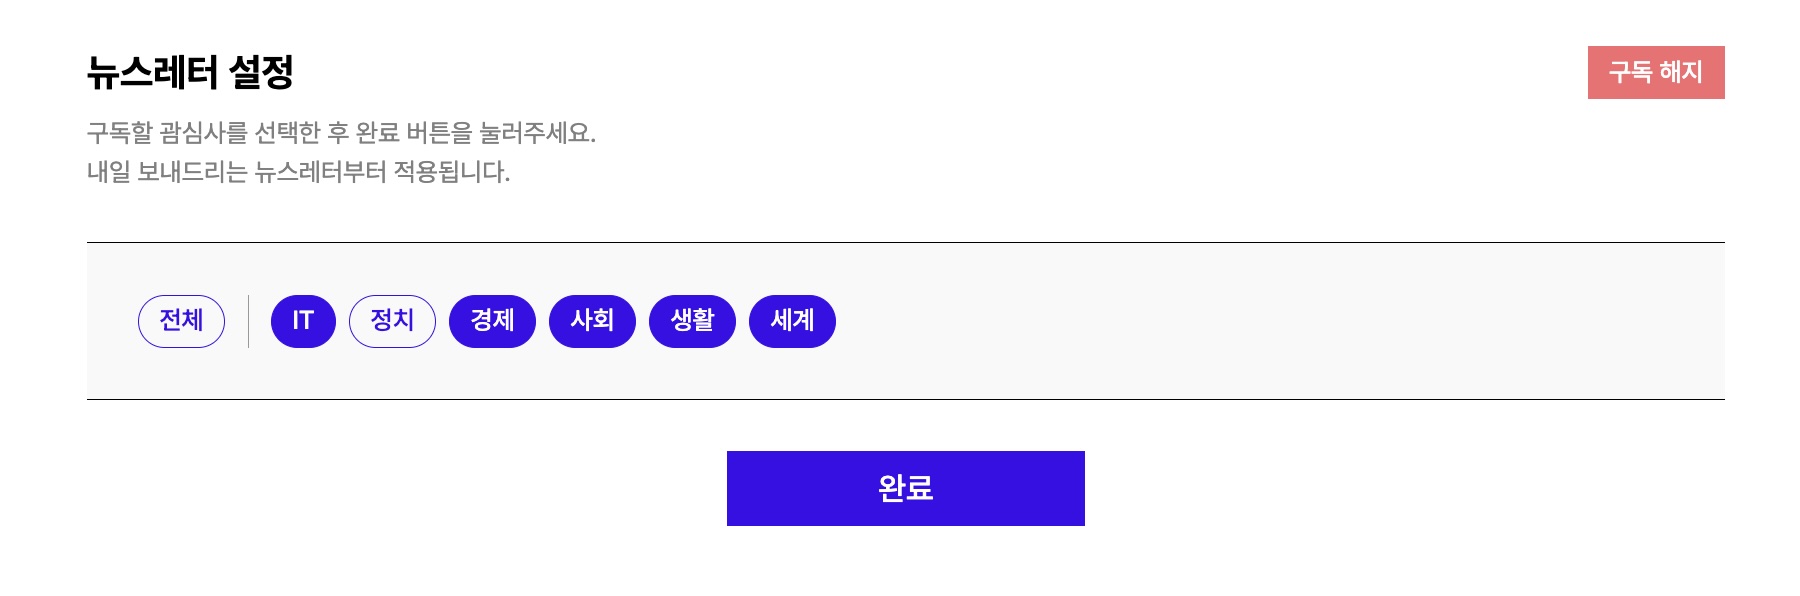 뉴스레터 설정
구독 해지
구독할 괌심사를 선택한 후 완료 버튼을 눌러주세요.
내일 보내드리는 뉴스레터부터 적용됩니다.
전체 IT 정치 경제 사회 생활 세계
완료